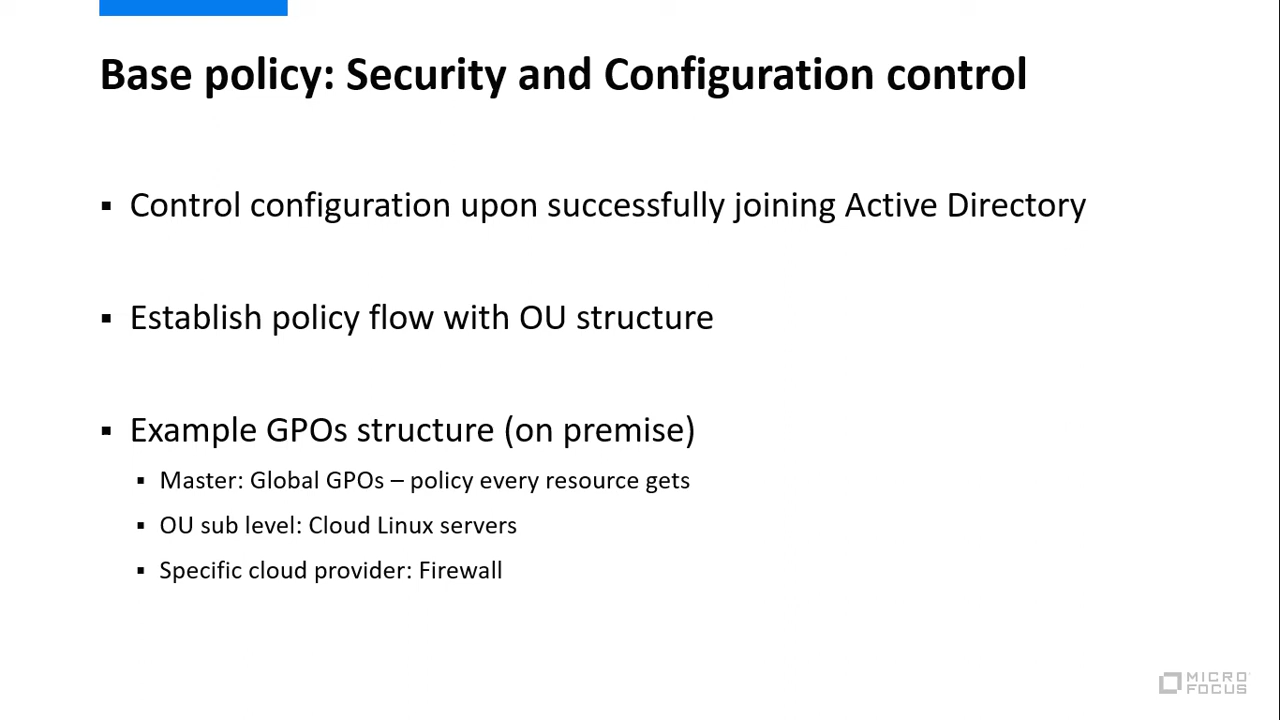 Base policy: Security and Configuration control
▪ Control configuration upon successfully joining Active Directory
▪ Establish policy flow with OU structure
▪ Example GPOs structure (on premise)
▪ Master: Global GPOs – policy every resource gets
▪ OU sub level: Cloud Linux servers
▪ Specific cloud provider: Firewall
MICRO
FOCUS